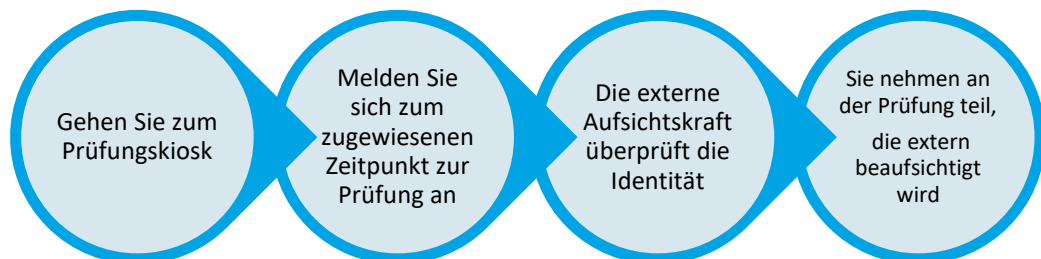 Gehen Sie zum
Prüfungskiosk
Melden Sie
sich zum
zugewiesenen
Zeitpunkt zur
Prüfung an
Die externe
Aufsichtskraft
überprüft die
Identität
Sie nehmen an
der Prüfung teil,
die extern
beaufsichtigt
wird